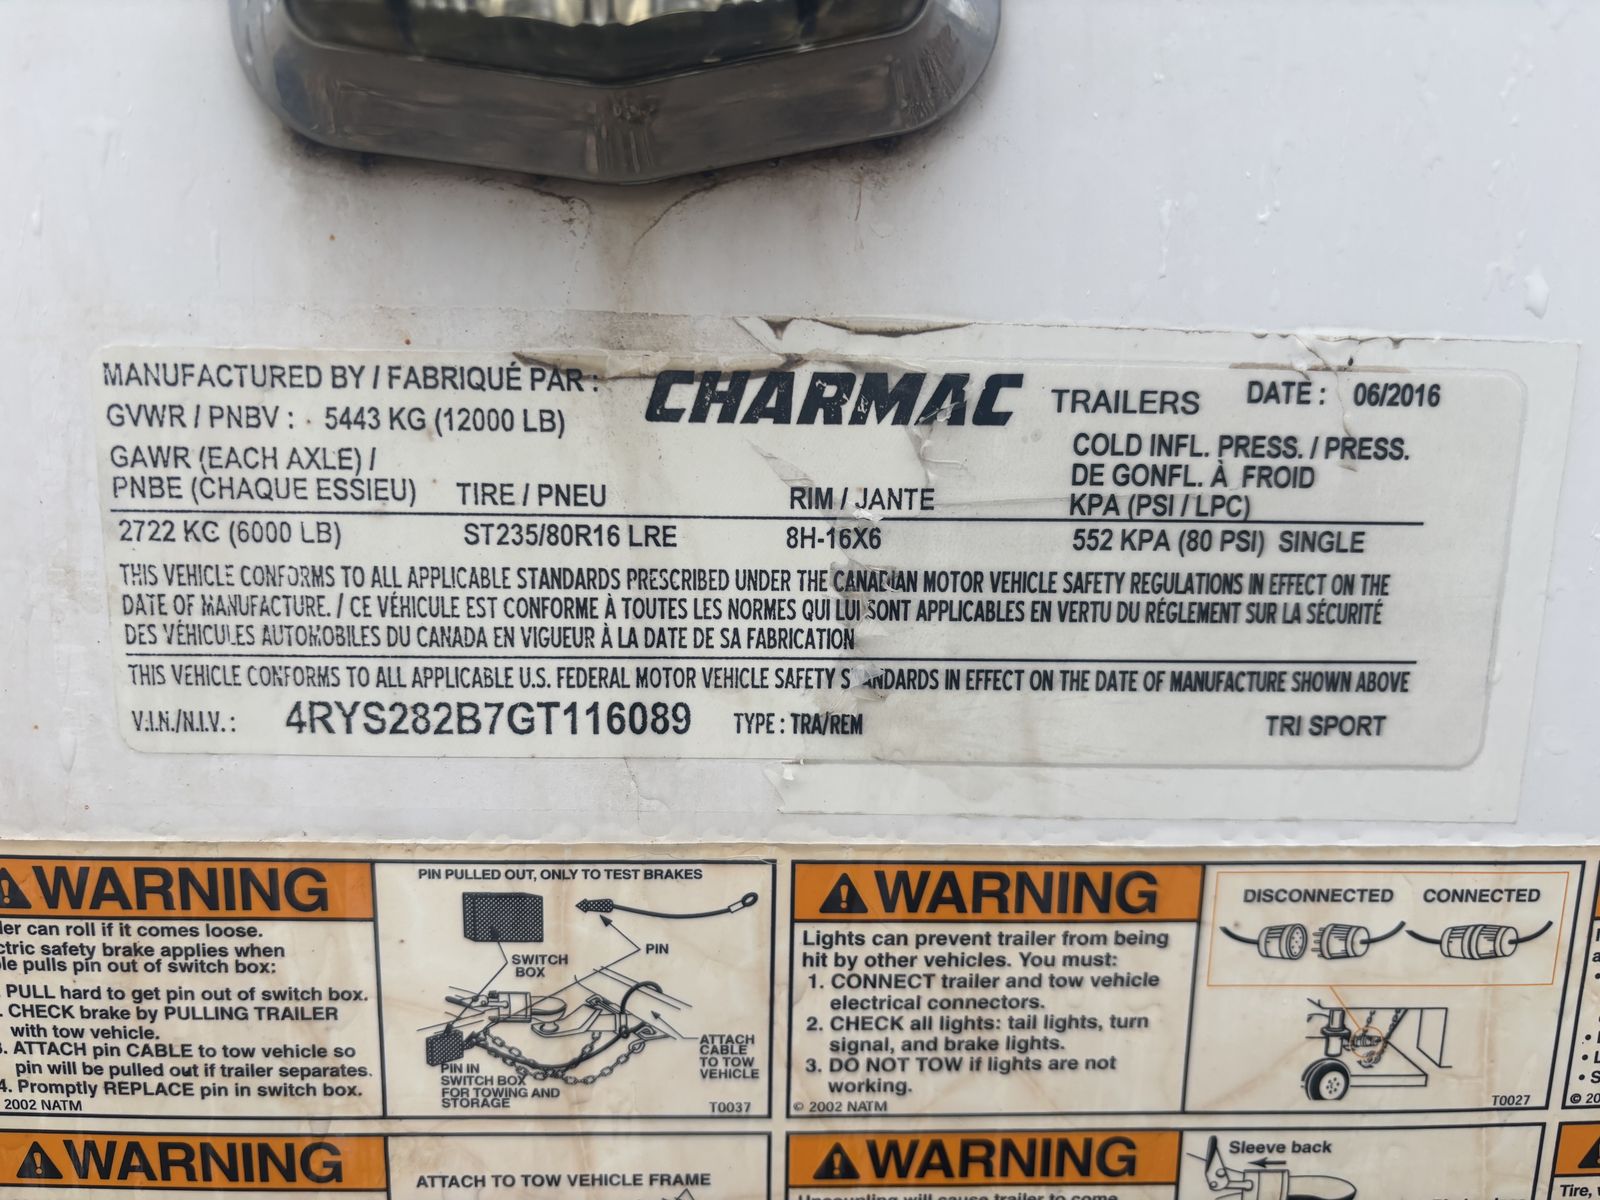 MANUFACTURED BY / FABRIQUÉ PAR : CHARMAC TRAILERS DATE : 06/2016
GVWR / PNBV : 5443 KG (12000 LB)
GAWR (EACH AXLE) /
PNBE (CHAQUE ESSIEU) TIRE / PNEU RIM / JANTE
COLD INFL. PRESS. / PRESS.
DE GONFL. À FROID
KPA (PSI / LPC)
2722 KG (6000 LB) ST235/80R16 LRE 8H-16X6 552 KPA (80 PSI) SINGLE
THIS VEHICLE CONFORMS TO ALL APPLICABLE STANDARDS PRESCRIBED UNDER THE CANADIAN MOTOR VEHICLE SAFETY REGULATIONS IN EFFECT ON THE
DATE OF MANUFACTURE. / CE VÉHICULE EST CONFORME À TOUTES LES NORMES QUI LUI SONT APPLICABLES EN VERTU DU RÉGLEMENT SUR LA SÉCURITÉ
DES VÉHICULES AUTOMOBILES DU CANADA EN VIGUEUR À LA DATE DE SA FABRICATION
THIS VEHICLE CONFORMS TO ALL APPLICABLE U.S. FEDERAL MOTOR VEHICLE SAFETY S ANDARDS IN EFFECT ON THE DATE OF MANUFACTURE SHOWN ABOVE
V.I.N./N.I.V. : 4RYS282B7GT116089 TYPE : TRA/REM TRI SPORT
WARNING
ler can roll if it comes loose.
ctric safety brake applies when
le pulls pin out of switch box:
. PULL hard to get pin out of switch box.
. CHECK brake by PULLING TRAILER
with tow vehicle.
3. ATTACH pin CABLE to tow vehicle so
pin will be pulled out if trailer separates.
4. Promptly REPLACE pin in switch box.
2002 NATM
PIN PULLED OUT, ONLY TO TEST BRAKES
SWITCH
BOX
PIN
ATTACH
CABLE
TO TOW
VEHICLE
PIN IN
SWITCH BOX
FOR TOWING AND
STORAGE
T0037
WARNING
Lights can prevent trailer from being
hit by other vehicles. You must:
1. CONNECT trailer and tow vehicle
electrical connectors.
2. CHECK all lights: tail lights, turn
signal, and brake lights.
3. DO NOT TOW if lights are not
working.
© 2002 NATM
DISCONNECTED CONNECTED
T0027
© 20
WARNING
ATTACH TO TOW VEHICLE FRAME
WARNING
Uncoupling will cause trailer to come
Sleeve back
Tire,